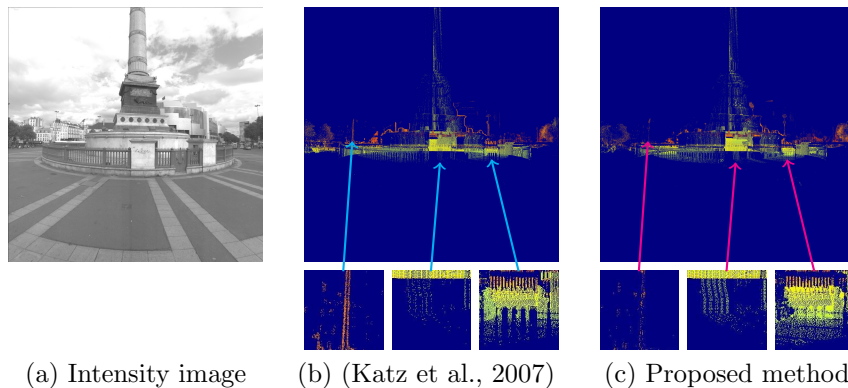 (a) Intensity image
(b) (Katz et al., 2007)
(c) Proposed method